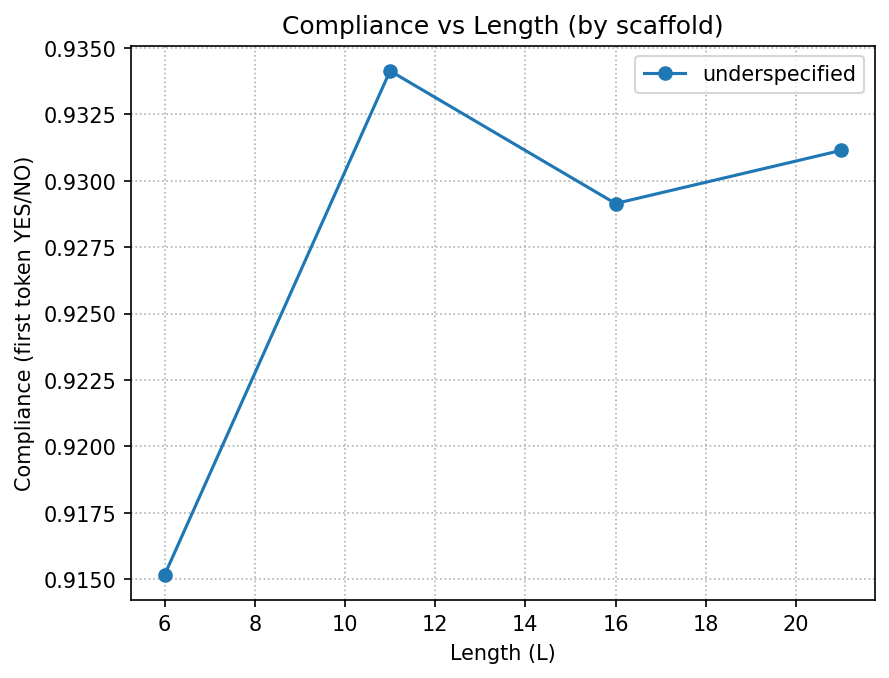 Compliance vs Length (by scaffold)
underspecified
Compliance (first token YES/NO)
0.9350
0.9325
0.9300
0.9275
0.9250
0.9225
0.9200
0.9175
0.9150
6 8 10 12 14 16 18 20
Length (L)